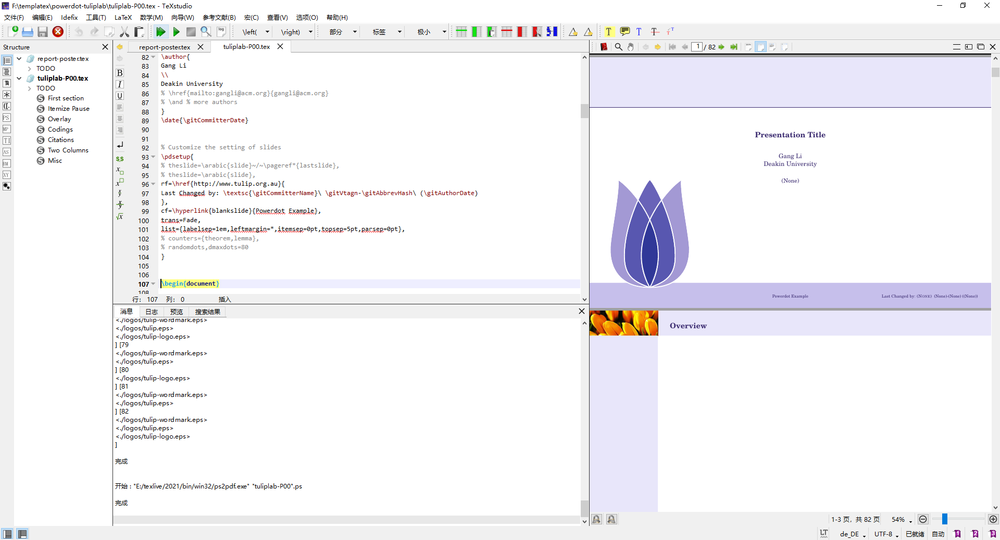 F:\templatex\powerdot-tuliplab\tuliplab-P00.tex - TeXstudio
文件(F) 编辑(E) Idefix 工具(T) LaTeX 数学(M) 向导(W) 参考文献(B) 宏(C) 查看(V) 选项(O) 帮助(H)
log \left( \right) 部分 标签 极小
Structure
report-poster.tex
TODO
tuliplab-P00.tex
TODO
First section
Itemize Pause
Overlay
Codings
Citations
Two Columns
Misc
PS
MP
TI
AS
BM
XY
report-poster.tex tuliplab-P00.tex
B
I
U
$$
82 \author{
83 Gang Li
84 \\
85 Deakin University
86 % \href{mailto:gangli@acm.org}{gangli@acm.org}
87 % \and % more authors
88 }
89 \date{\gitCommitterDate}
90
91
92 % Customize the setting of slides
93 \pdsetup{
94 % theslide=\arabic{slide}~/~\pageref*{lastslide},
95 % theslide=\arabic{slide},
96 rf=\href{http://www.tulip.org.au}{
97 Last Changed by: \textsc{\gitCommitterName}\ \gitVtagn-\gitAbbrevHash\ (\gitAuthorDate)
98 },
99 cf=\hyperlink{blankslide}{Powerdot Example},
100 trans=Fade,
101 list={labelsep=1em,leftmargin=*,itemsep=0pt,topsep=5pt,parsep=0pt},
102 % counters={theorem,lemma},
103 % randomdots,dmaxdots=80
104 }
105
106
107 \begin{document}
108
行: 107 列: 0 插入
消息 日志 预览 搜索结果
<./logos/tulip-wordmark.eps>
<./logos/tulip.eps>
<./logos/tulip-logo.eps>
] [79
<./logos/tulip-wordmark.eps>
<./logos/tulip.eps>
] [80
<./logos/tulip-logo.eps>
] [81
<./logos/tulip-wordmark.eps>
<./logos/tulip.eps>
] [82
<./logos/tulip-wordmark.eps>
<./logos/tulip.eps>
<./logos/tulip-logo.eps>
]
完成
开始 : "E:/texlive/2021/bin/win32/ps2pdf.exe" "tuliplab-P00".ps
完成
1 / 82
Presentation Title
Gang Li
Deakin University
(None)
Powerdot Example
Last Changed by: (NONE) (None)-(None) ((None))
Overview
1-3 页, 共 82 页 54%
LT de_DE UTF-8 已就绪 自动 1 2 3